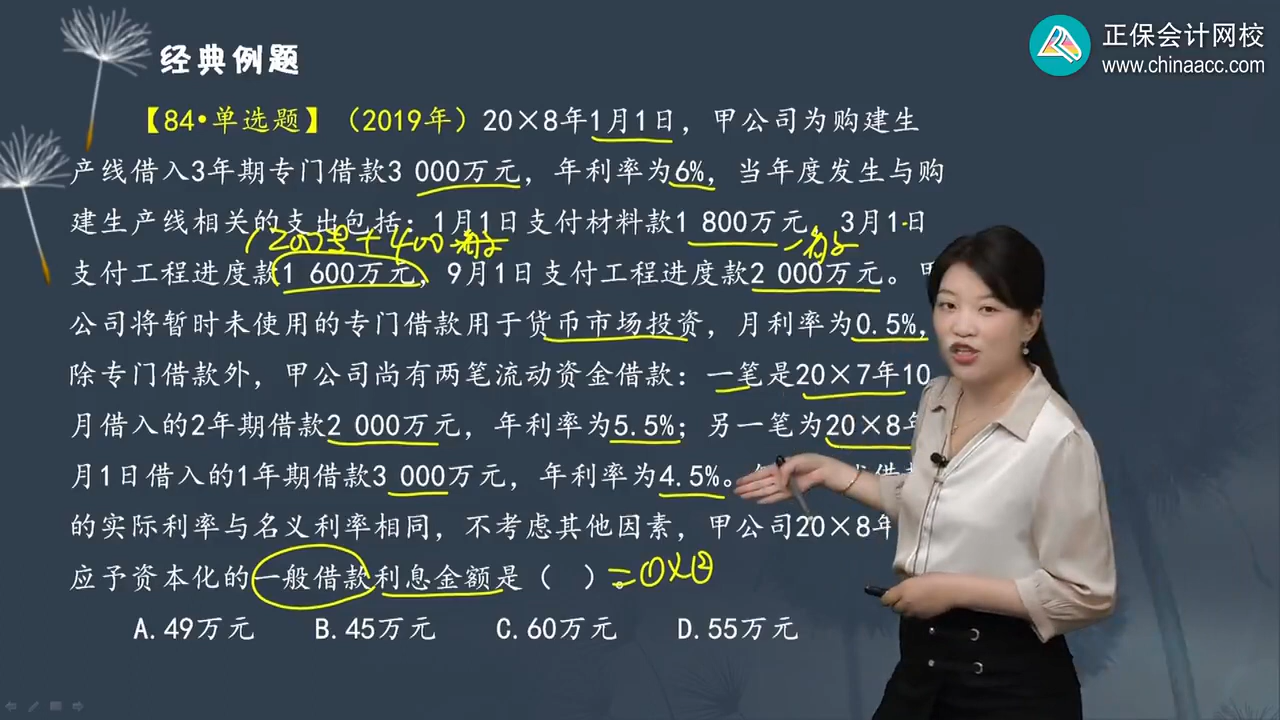 经典例题
正保会计网校
www.chinaacc.com
【84•单选题】（2019年）20×8年1月1日，甲公司为购建生
产线借入3年期专门借款3 000万元，年利率为6%，当年度发生与购
建生产线相关的支出包括：1月1日支付材料款1 800万元，3月1日
1200专+400一般
一般
支付工程进度款1 600万元，9月1日支付工程进度款2 000万元。甲
公司将暂时未使用的专门借款用于货币市场投资，月利率为0.5%，
除专门借款外，甲公司尚有两笔流动资金借款：一笔是20×7年10
月借入的2年期借款2 000万元，年利率为5.5%；另一笔为20×8年
月1日借入的1年期借款3 000万元，年利率为4.5%。
的实际利率与名义利率相同，不考虑其他因素，甲公司20×8年
应予资本化的一般借款利息金额是（ ）。=①×②
A.49万元 B.45万元 C.60万元 D.55万元